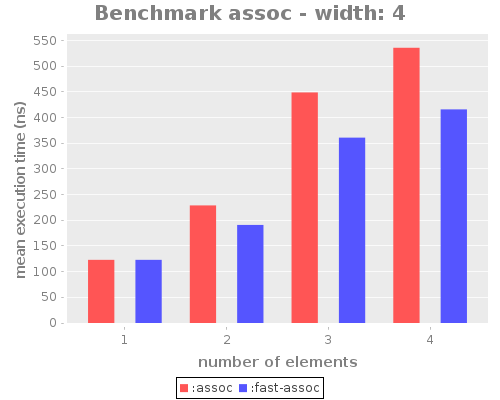 Benchmark assoc - width: 4
mean execution time (ns)
550
500
450
400
350
300
250
200
150
100
50
0
1 2 3 4
number of elements
:assoc :fast-assoc